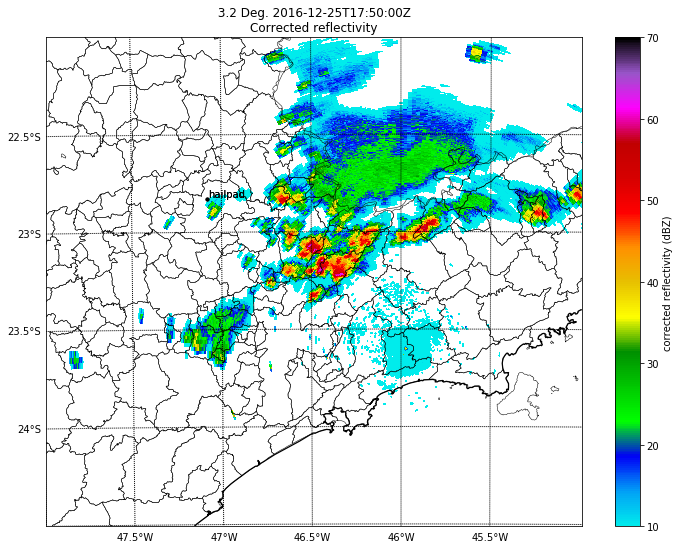 3.2 Deg. 2016-12-25T17:50:00Z
Corrected reflectivity
22.5°S
23°S
23.5°S
24°S
47.5°W
47°W
46.5°W
46°W
45.5°W
hailpad
70
60
50
40
30
20
10
corrected reflectivity (dBZ)